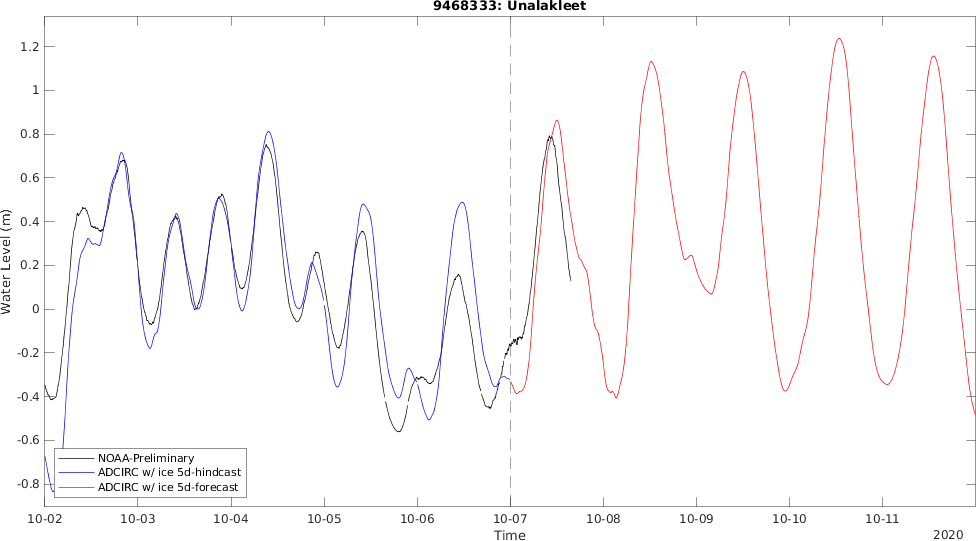 9468333: Unalakleet
Water Level (m)
1.2
1
0.8
0.6
0.4
0.2
0
-0.2
-0.4
-0.6
-0.8
NOAA-Preliminary
ADCIRC w/ ice 5d-hindcast
ADCIRC w/ ice 5d-forecast
10-02 10-03 10-04 10-05 10-06 10-07 10-08 10-09 10-10 10-11
Time
2020